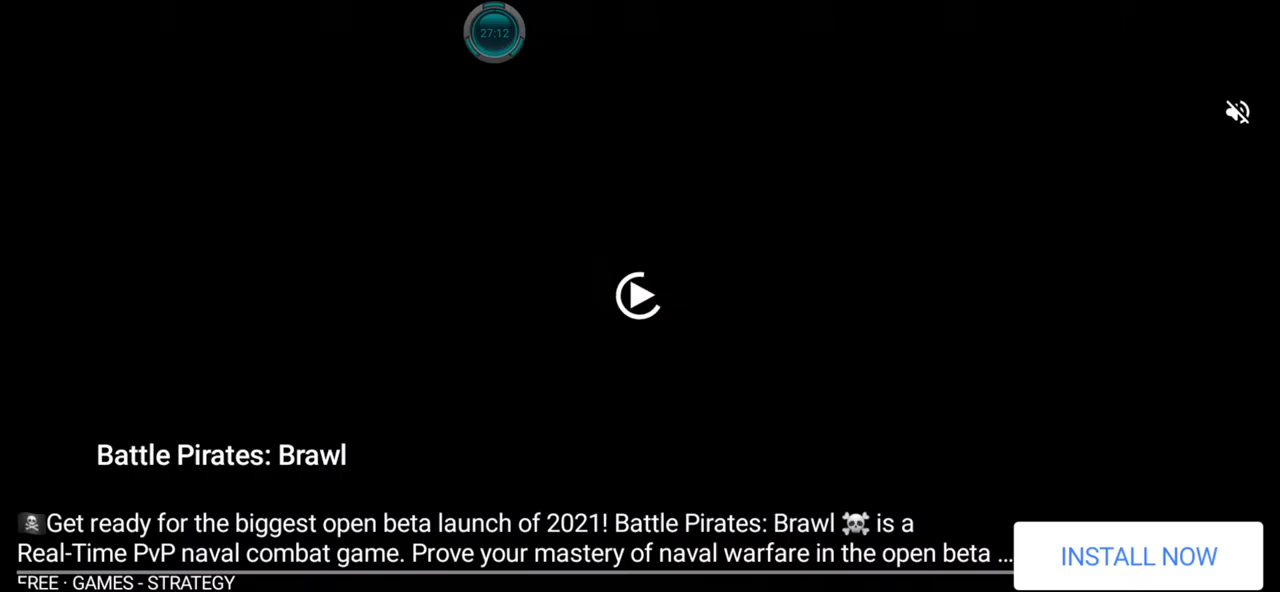 27:12
Battle Pirates: Brawl
🏴‍☠️Get ready for the biggest open beta launch of 2021! Battle Pirates: Brawl ☠️ is a
Real-Time PvP naval combat game. Prove your mastery of naval warfare in the open beta ...
INSTALL NOW
FREE · GAMES - STRATEGY